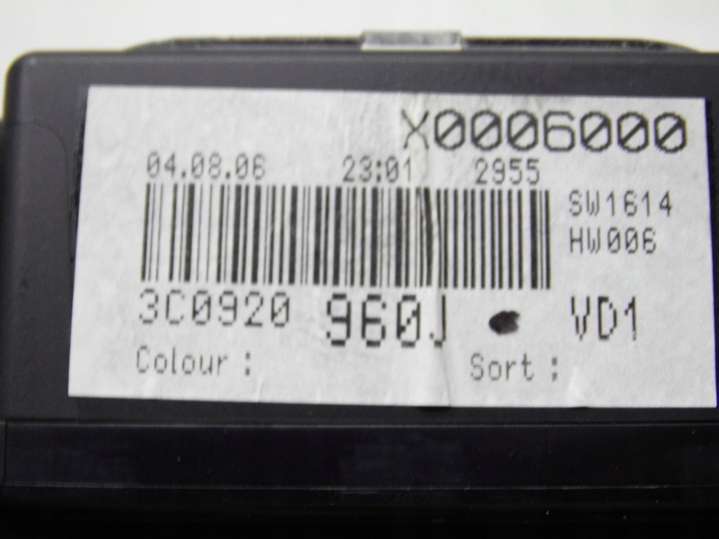 X0006000
04.08.06 23:01 2955
SW1614
HW006
3C0920 960J VD1
Colour : Sort :